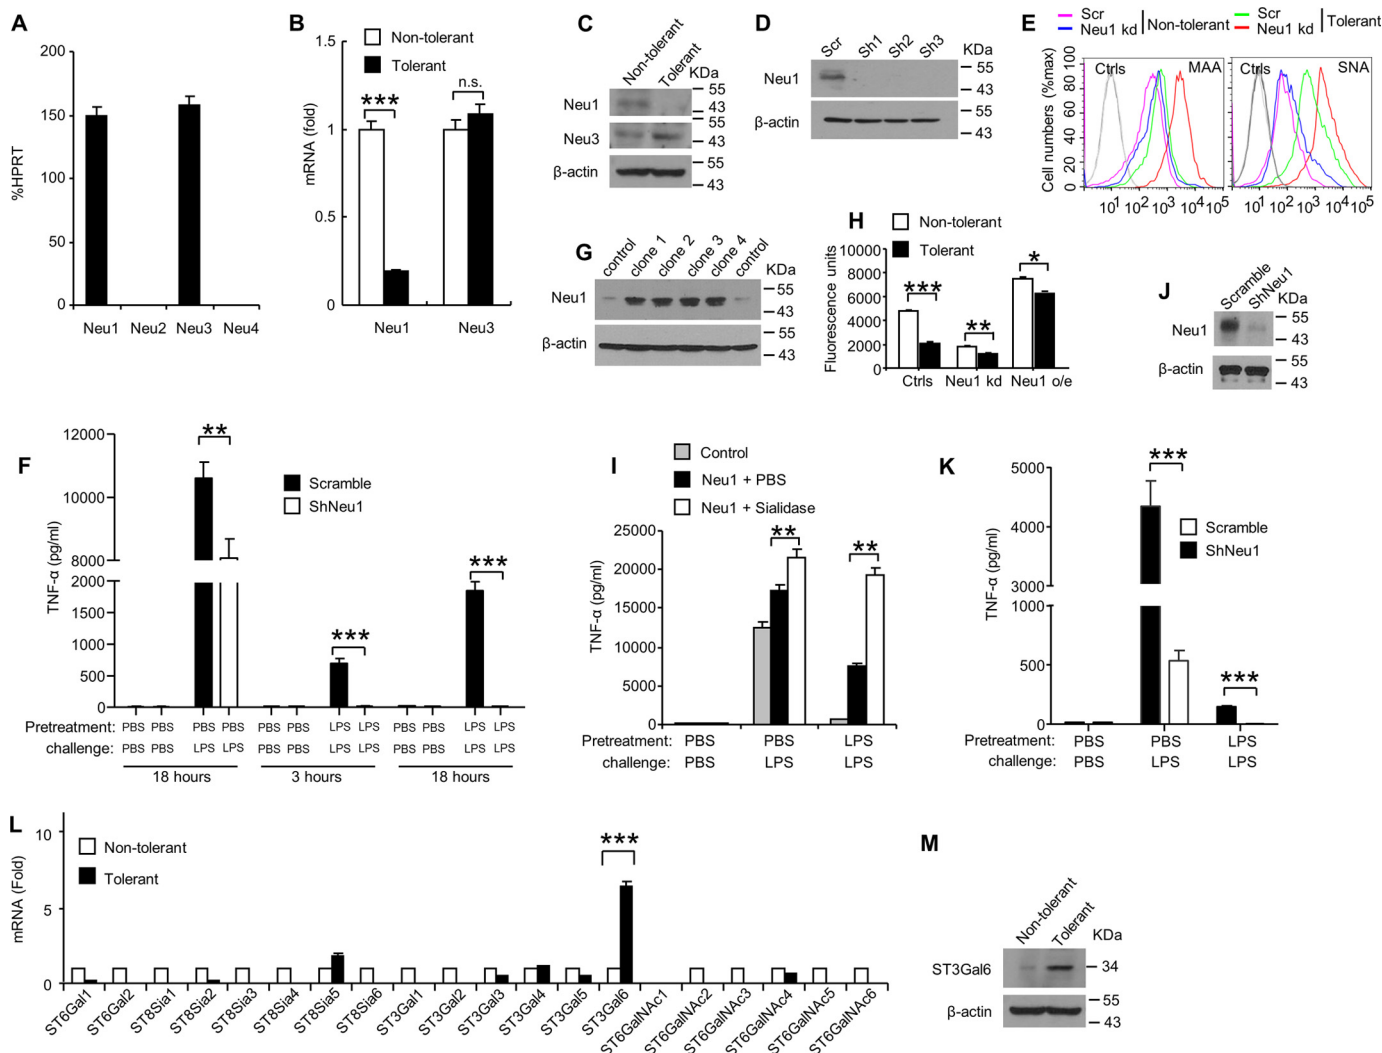 A
%HPRT
200
150
100
50
0
Neu1 Neu2 Neu3 Neu4
B
mRNA (fold)
1.5
1
0.5
0
Non-tolerant
Tolerant
***
n.s.
Neu1 Neu3
C
Non-tolerant
Tolerant
KDa
Neu1
55
43
Neu3
55
43
β-actin
55
43
D
Scr Sh1 Sh2 Sh3
KDa
Neu1
55
43
β-actin
55
43
E
Scr
Neu1 kd
Non-tolerant
Scr
Neu1 kd
Tolerant
Cell numbers (%max)
100
80
60
40
20
0
Ctrls MAA
Ctrls SNA
10¹ 10² 10³ 10⁴ 10⁵
10¹ 10² 10³ 10⁴ 10⁵
G
control clone 1 clone 2 clone 3 clone 4 control
KDa
Neu1
55
43
β-actin
55
43
H
Non-tolerant
Tolerant
Fluorescence units
10000
8000
6000
4000
2000
0
***
**
*
Ctrls Neu1 kd Neu1 o/e
J
Scramble
ShNeu1
KDa
Neu1
55
43
β-actin
55
43
F
TNF-α (pg/ml)
12000
10000
8000
2000
1500
1000
500
0
Scramble
ShNeu1
**
***
***
Pretreatment: PBS PBS PBS PBS PBS PBS LPS LPS PBS PBS LPS LPS
challenge: PBS PBS LPS LPS PBS PBS LPS LPS PBS PBS LPS LPS
18 hours 3 hours 18 hours
I
Control
Neu1 + PBS
Neu1 + Sialidase
TNF-α (pg/ml)
25000
20000
15000
10000
5000
0
**
**
Pretreatment: PBS PBS LPS
challenge: PBS LPS LPS
K
TNF-α (pg/ml)
5000
4000
3000
1000
500
0
***
***
Scramble
ShNeu1
Pretreatment: PBS PBS LPS
challenge: PBS LPS LPS
L
mRNA (Fold)
10
5
0
Non-tolerant
Tolerant
***
ST6Gal1 ST6Gal2 ST8Sia1 ST8Sia2 ST8Sia3 ST8Sia4 ST8Sia5 ST8Sia6 ST3Gal1 ST3Gal2 ST3Gal3 ST3Gal4 ST3Gal5 ST3Gal6 ST6GalNAc1 ST6GalNAc2 ST6GalNAc3 ST6GalNAc4 ST6GalNAc5 ST6GalNAc6
M
Non-tolerant
Tolerant
KDa
ST3Gal6
34
β-actin
55
43